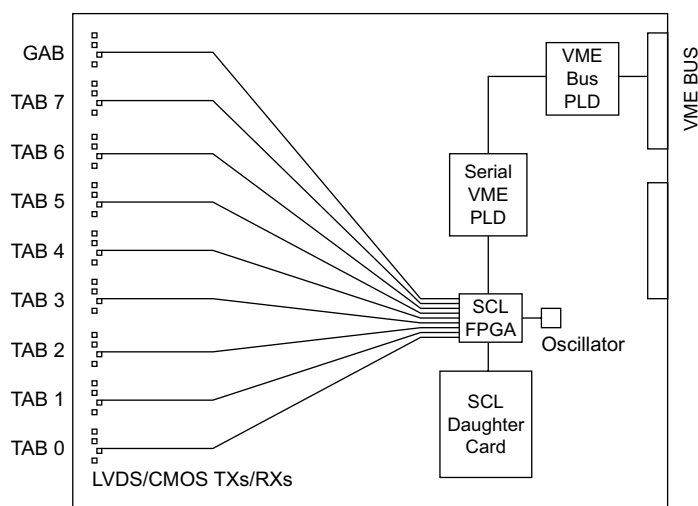 GAB
TAB 7
TAB 6
TAB 5
TAB 4
TAB 3
TAB 2
TAB 1
TAB 0
LVDS/CMOS TXs/RXs
VME
Bus
PLD
VME BUS
Serial
VME
PLD
SCL
FPGA
Oscillator
SCL
Daughter
Card